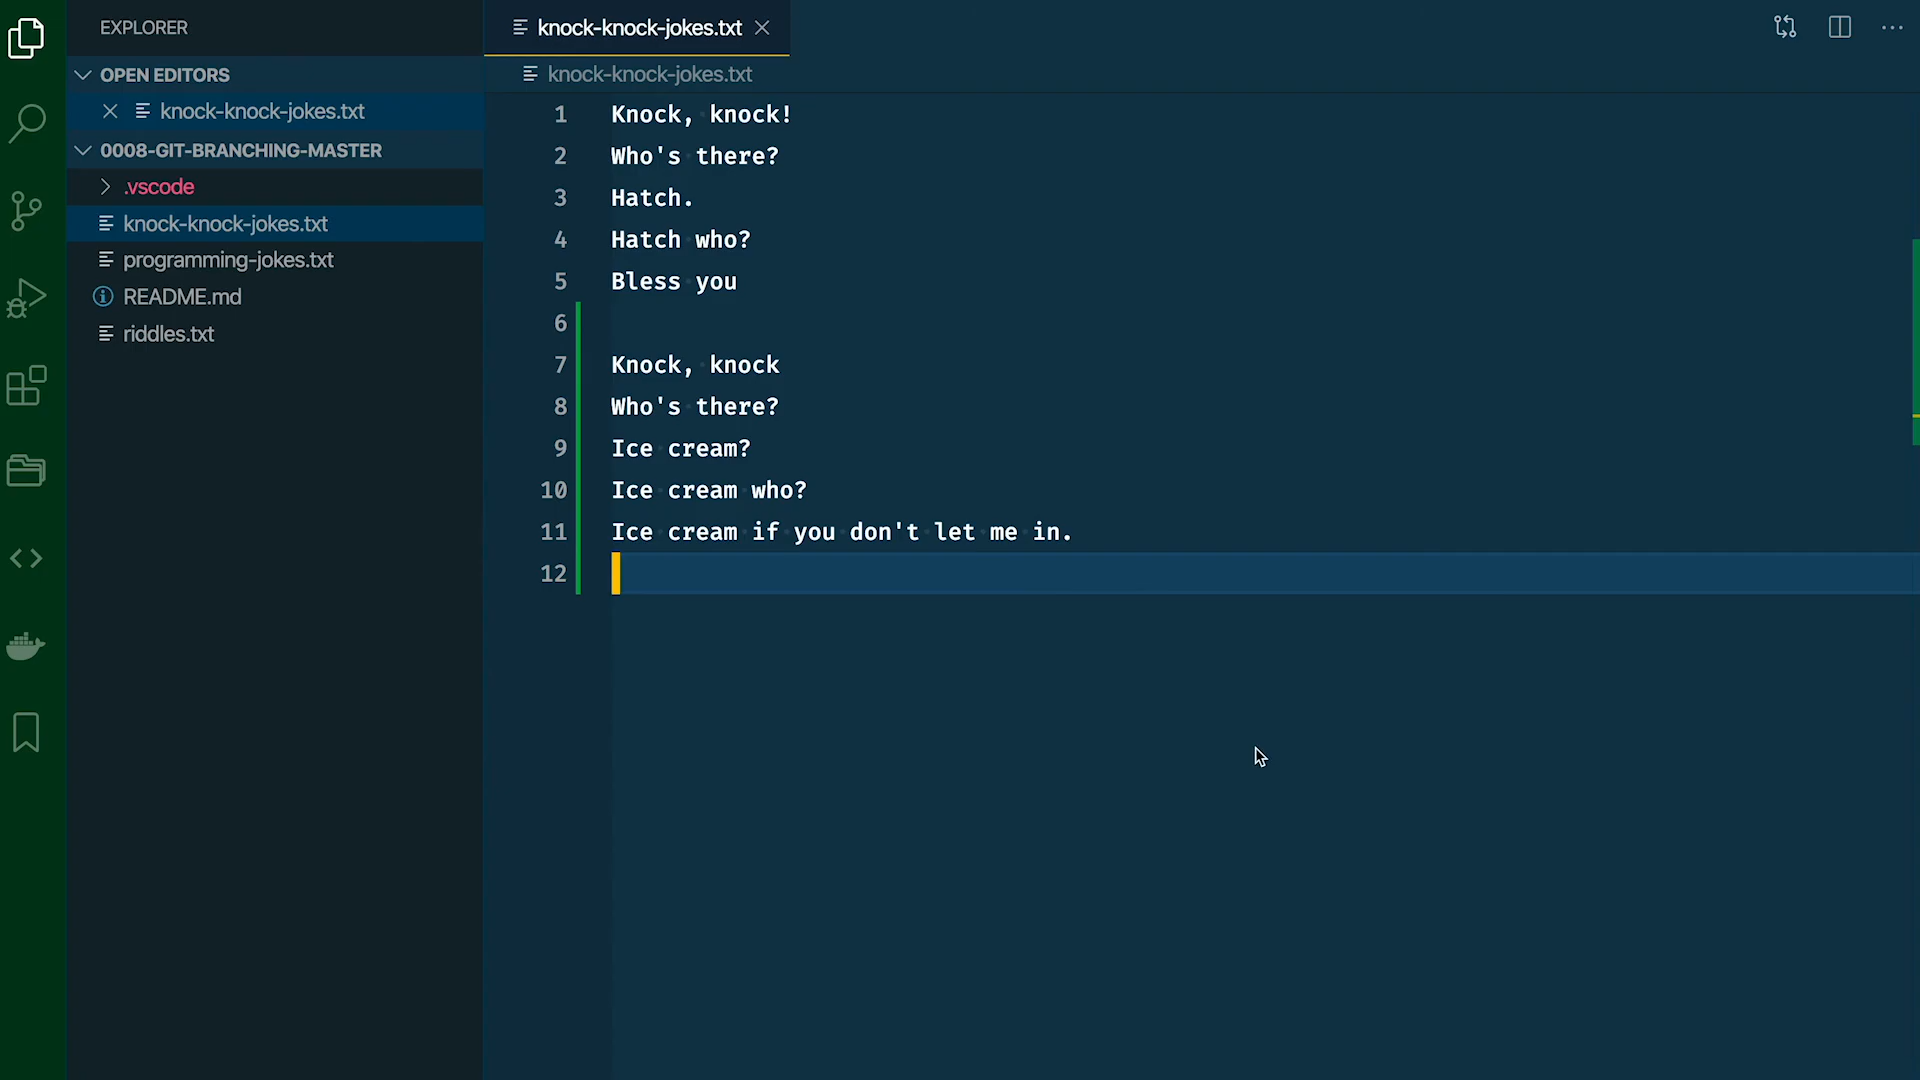 EXPLORER
OPEN EDITORS
knock-knock-jokes.txt
0008-GIT-BRANCHING-MASTER
.vscode
knock-knock-jokes.txt
programming-jokes.txt
README.md
riddles.txt
knock-knock-jokes.txt
knock-knock-jokes.txt
1 Knock, knock!
2 Who's there?
3 Hatch.
4 Hatch who?
5 Bless you
6
7 Knock, knock
8 Who's there?
9 Ice cream?
10 Ice cream who?
11 Ice cream if you don't let me in.
12